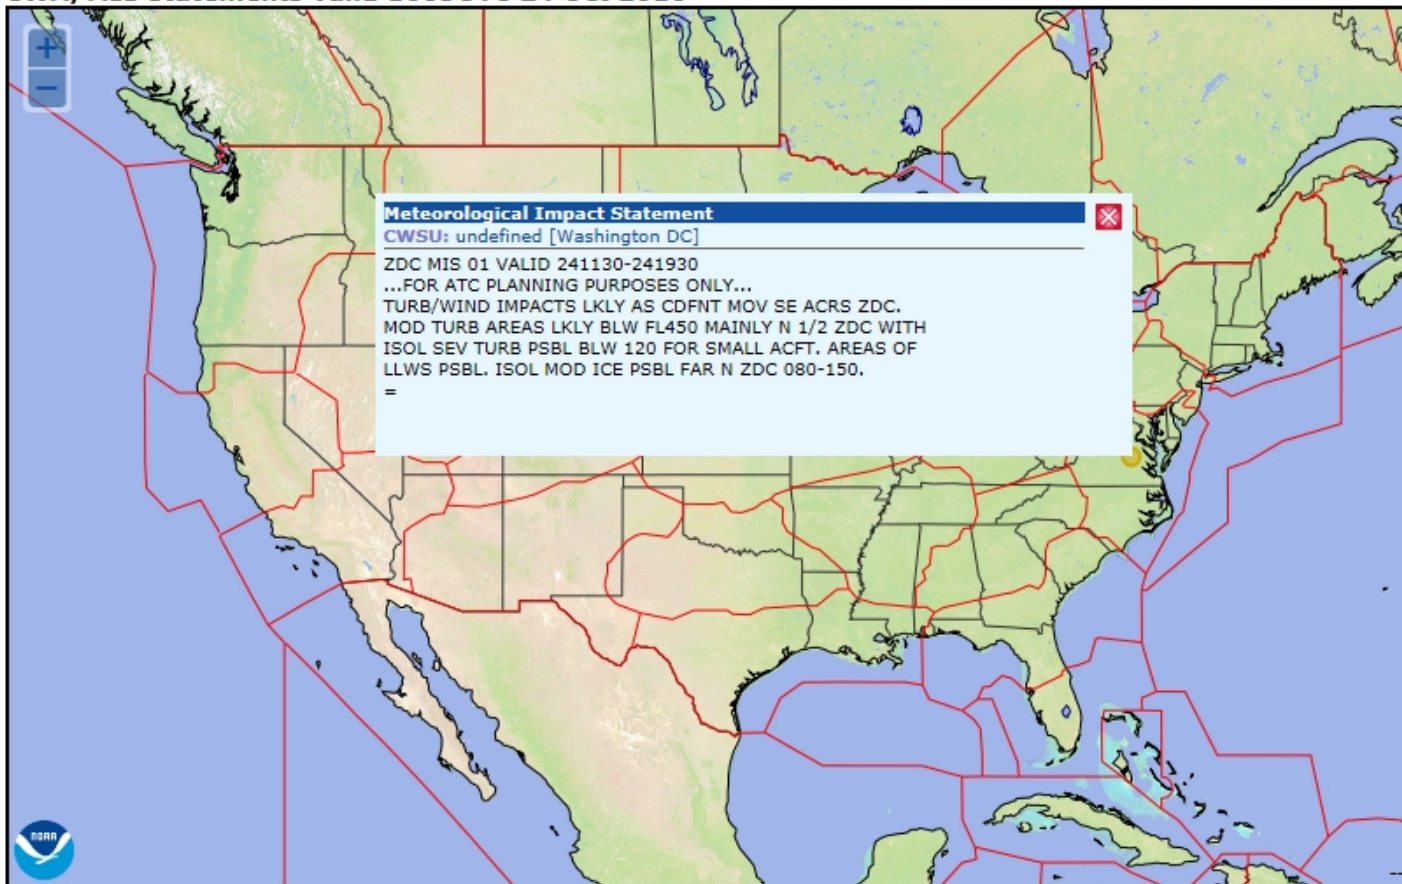 +
−
Meteorological Impact Statement
CWSU: undefined [Washington DC]
ZDC MIS 01 VALID 241130-241930
...FOR ATC PLANNING PURPOSES ONLY...
TURB/WIND IMPACTS LKLY AS CDFNT MOV SE ACRS ZDC.
MOD TURB AREAS LKLY BLW FL450 MAINLY N 1/2 ZDC WITH
ISOL SEV TURB PSBL BLW 120 FOR SMALL ACFT. AREAS OF
LLWS PSBL. ISOL MOD ICE PSBL FAR N ZDC 080-150.
=
NOAA